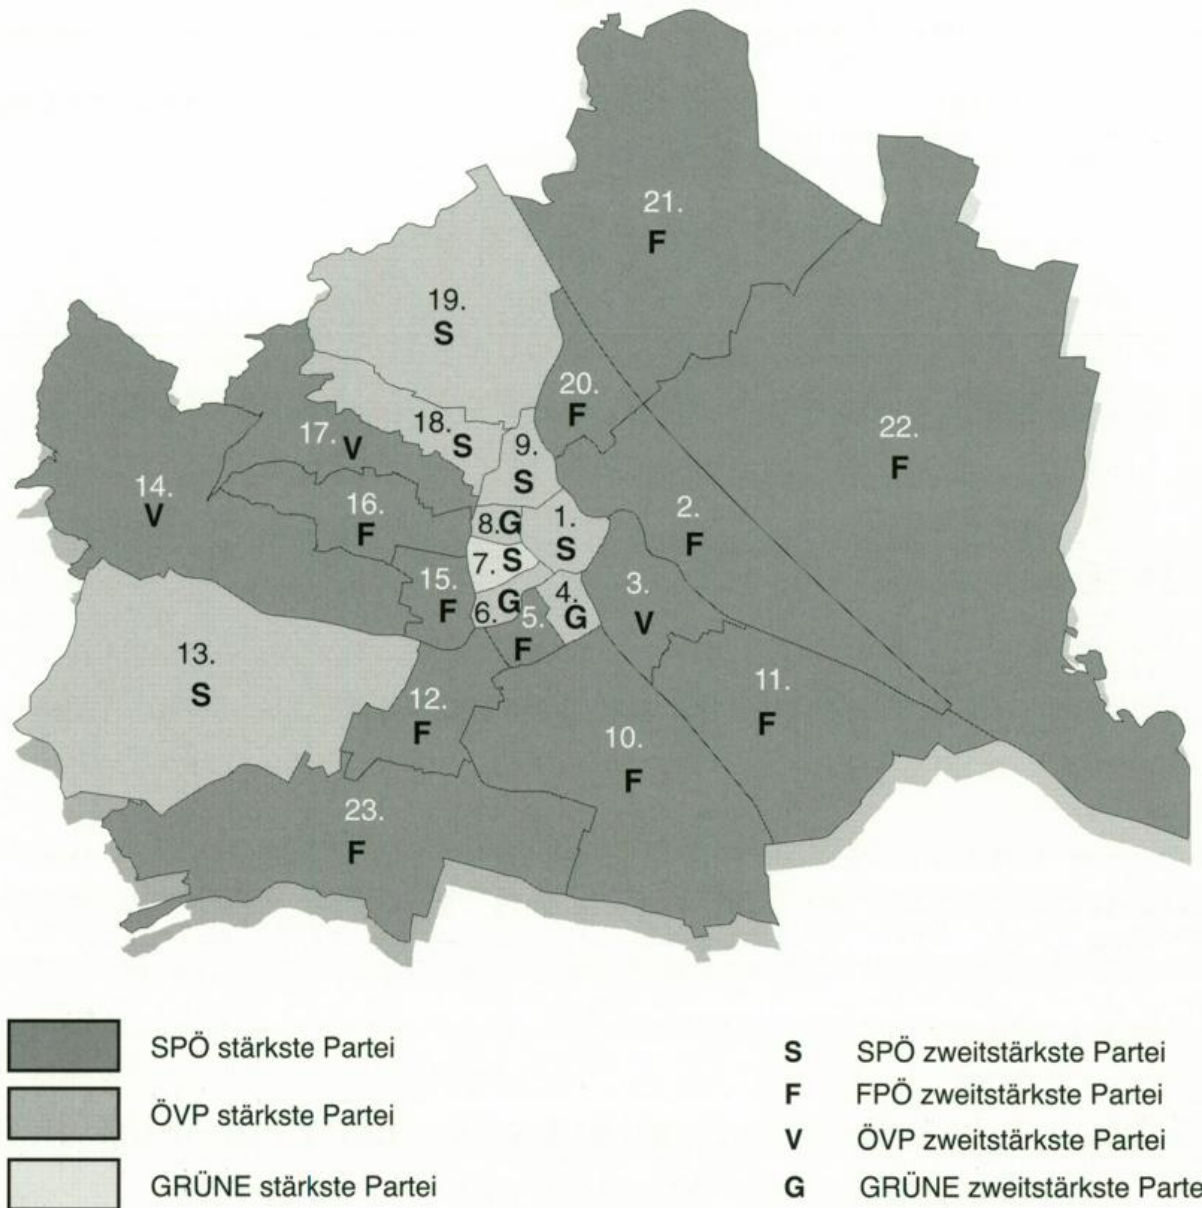 21.
F
19.
S
20.
F
22.
F
18.
S
17.
V
9.
S
14.
V
16.
F
8.
G
1.
S
2.
F
7.
S
15.
F
6.
G
5.
F
4.
G
3.
V
13.
S
12.
F
11.
F
10.
F
23.
F
SPÖ stärkste Partei
ÖVP stärkste Partei
GRÜNE stärkste Partei
S SPÖ zweitstärkste Partei
F FPÖ zweitstärkste Partei
V ÖVP zweitstärkste Partei
G GRÜNE zweitstärkste Parte